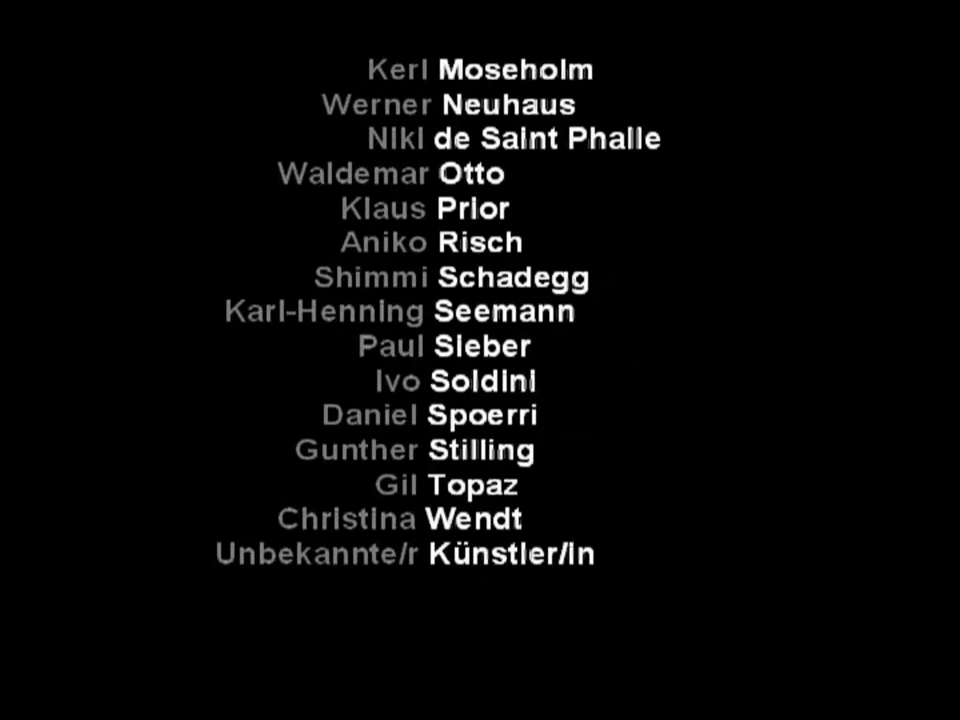 Kerl Moseholm
Werner Neuhaus
Niki de Saint Phalle
Waldemar Otto
Klaus Prior
Aniko Risch
Shimmi Schadegg
Karl-Henning Seemann
Paul Sieber
Ivo Soldini
Daniel Spoerri
Gunther Stilling
Gil Topaz
Christina Wendt
Unbekannte/r Künstler/in